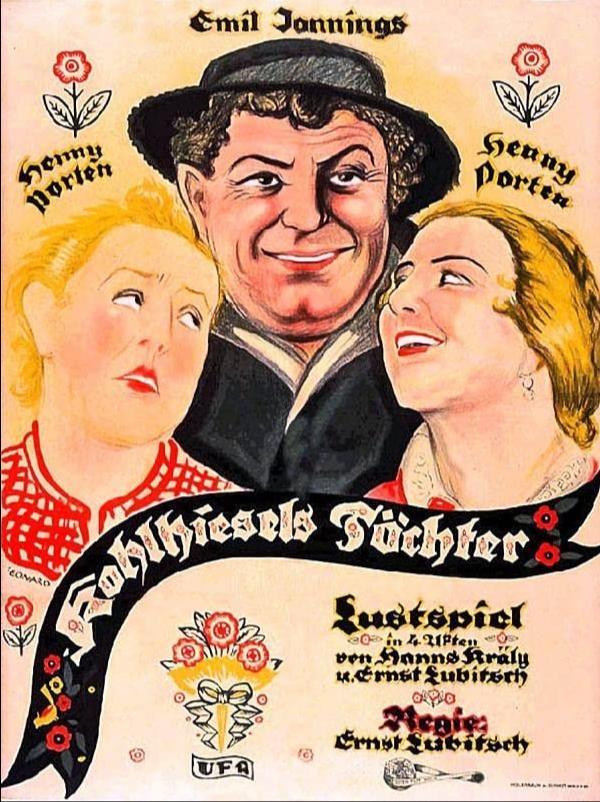 Emil Jannings
Henny
Porten
Henny
Porten
Kohlhiesels Töchter
LEONARD
Lustspiel
in 4 Akten
von Hanns Kräly
u. Ernst Lubitsch
Regie:
Ernst Lubitsch
UFA